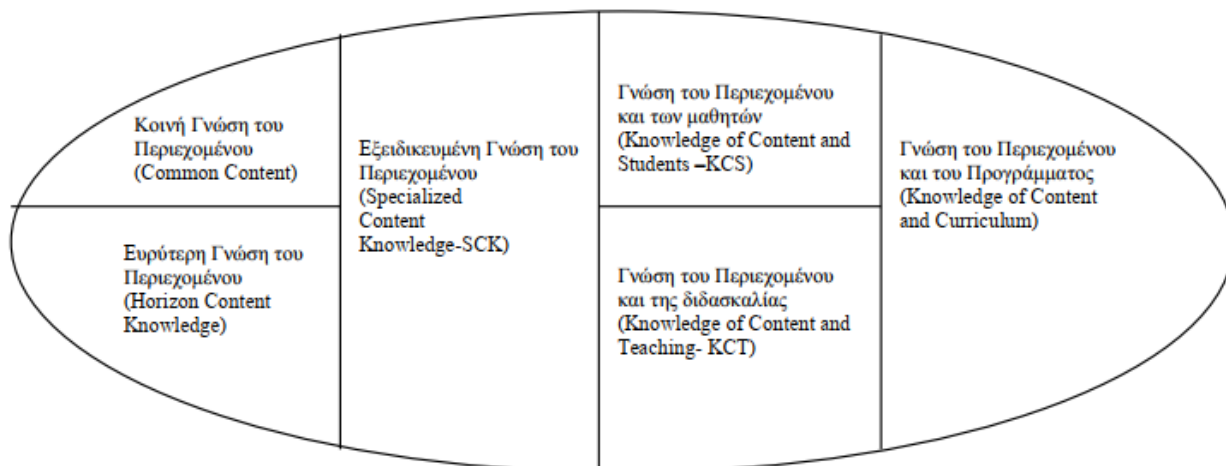 Κοινή Γνώση του
Περιεχομένου
(Common Content)
Ευρύτερη Γνώση του
Περιεχομένου
(Horizon Content
Knowledge)
Εξειδικευμένη Γνώση του
Περιεχομένου
(Specialized
Content
Knowledge-SCK)
Γνώση του Περιεχομένου
και των μαθητών
(Knowledge of Content and
Students –KCS)
Γνώση του Περιεχομένου
και της διδασκαλίας
(Knowledge of Content and
Teaching- KCT)
Γνώση του Περιεχομένου
και του Προγράμματος
(Knowledge of Content
and Curriculum)